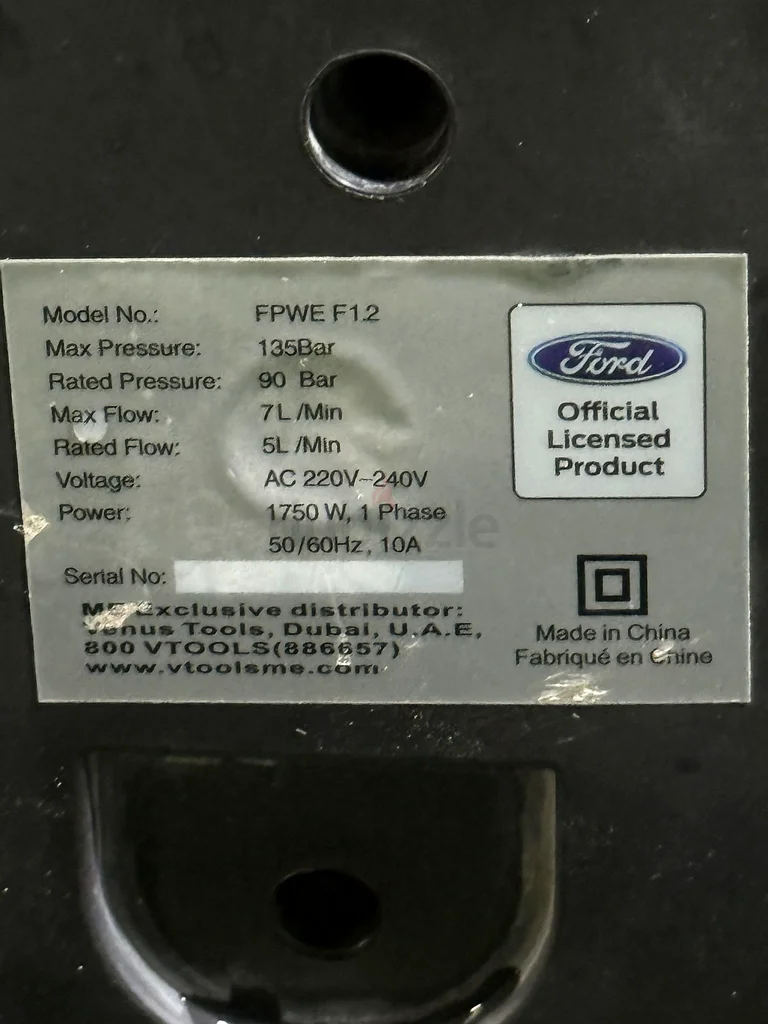 Model No.: FPWE F1.2
Max Pressure: 135Bar
Rated Pressure: 90 Bar
Max Flow: 7L /Min
Rated Flow: 5L /Min
Voltage: AC 220V~240V
Power: 1750 W, 1 Phase
50/60Hz, 10A
Serial No:
Exclusive distributor:
Venus Tools, Dubai, U.A.E,
800 VTOOLS(886657)
www.vtoolsme.com
Ford
Official
Licensed
Product
Made in China
Fabriqué en Chine